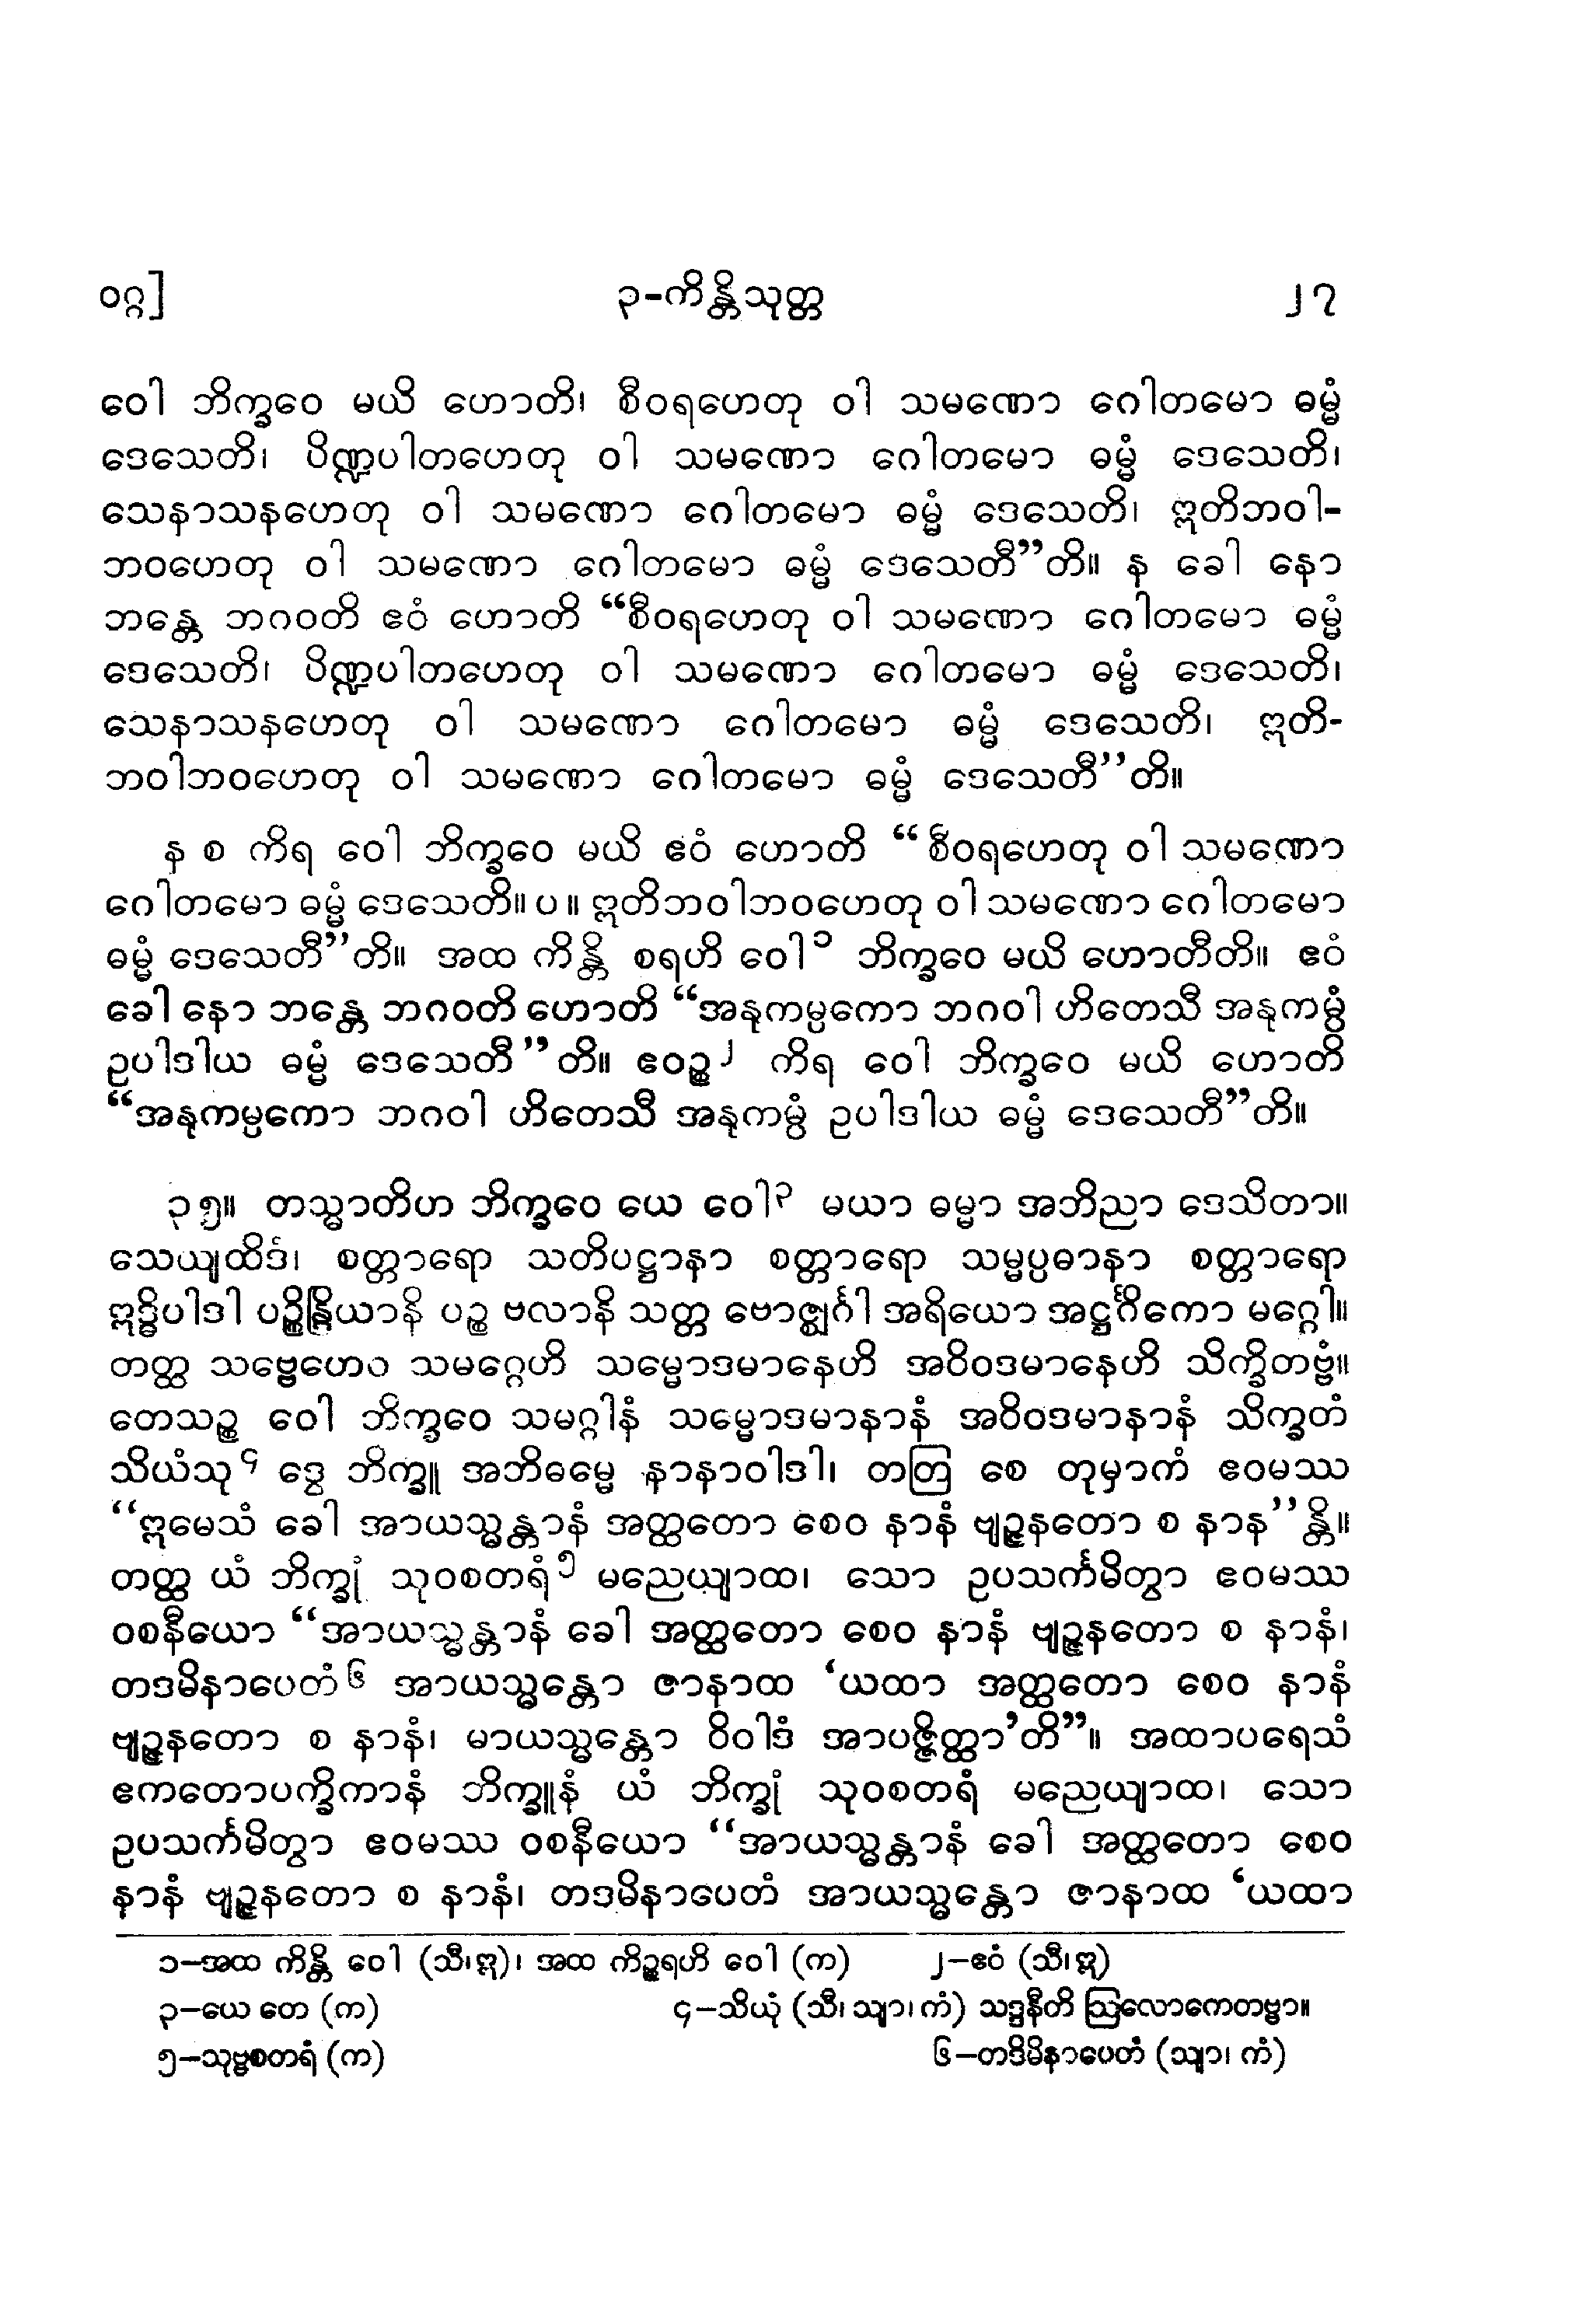 ဝဂ္ဂ] ၃-ကိန္တိသုတ္တ ၂၇
ဝေါ ဘိက္ခဝေ မယိ ဟောတိ၊ စီဝရဟေတု ဝါ သမဏော ဂေါတမော ဓမ္မံ
ဒေသေတိ၊ ပိဏ္ဍပါတဟေတု ဝါ သမဏော ဂေါတမော ဓမ္မံ ဒေသေတိ၊
သေနာသနဟေတု ဝါ သမဏော ဂေါတမော ဓမ္မံ ဒေသေတိ၊ ဣတိဘဝါ-
ဘဝဟေတု ဝါ သမဏော ဂေါတမော ဓမ္မံ ဒေသေတီ”တိ။ န ခေါ နော
ဘန္တေ ဘဂဝတိ ဧဝံ ဟောတိ “စီဝရဟေတု ဝါ သမဏော ဂေါတမော ဓမ္မံ
ဒေသေတိ၊ ပိဏ္ဍပါတဟေတု ဝါ သမဏော ဂေါတမော ဓမ္မံ ဒေသေတိ၊
သေနာသနဟေတု ဝါ သမဏော ဂေါတမော ဓမ္မံ ဒေသေတိ၊ ဣတိ-
ဘဝါဘဝဟေတု ဝါ သမဏော ဂေါတမော ဓမ္မံ ဒေသေတီ”တိ။
န စ ကိရ ဝေါ ဘိက္ခဝေ မယိ ဧဝံ ဟောတိ “စီဝရဟေတု ဝါ သမဏော
ဂေါတမော ဓမ္မံ ဒေသေတိ။ ပ ။ ဣတိဘဝါဘဝဟေတု ဝါ သမဏော ဂေါတမော
ဓမ္မံ ဒေသေတီ”တိ။ အထ ကိန္တိ စရဟိ ဝေါ ၁ ဘိက္ခဝေ မယိ ဟောတီတိ။ ဧဝံ
ခေါ နော ဘန္တေ ဘဂဝတိ ဟောတိ “အနုကမ္ပကော ဘဂဝါ ဟိတေသီ အနုကမ္ပံ
ဥပါဒါယ ဓမ္မံ ဒေသေတီ”တိ။ ဧဝဉ္စ ၂ ကိရ ဝေါ ဘိက္ခဝေ မယိ ဟောတိ
“အနုကမ္ပကော ဘဂဝါ ဟိတေသီ အနုကမ္ပံ ဥပါဒါယ ဓမ္မံ ဒေသေတီ”တိ။
၃၅။ တသ္မာတိဟ ဘိက္ခဝေ ယေ ဝေါ ၃ မယာ ဓမ္မာ အဘိညာ ဒေသိတာ။
သေယျထိဒံ၊ စတ္တာရော သတိပဋ္ဌာနာ စတ္တာရော သမ္မပ္ပဓာနာ စတ္တာရော
ဣဒ္ဓိပါဒါ ပဉ္စိန္ဒြိယာနိ ပဉ္စ ဗလာနိ သတ္တ ဗောဇ္ဈင်္ဂါ အရိယော အဋ္ဌင်္ဂိကော မဂ္ဂေါ။
တတ္ထ သဗ္ဗေဟေဝ သမဂ္ဂေဟိ သမ္မောဒမာနေဟိ အဝိဝဒမာနေဟိ သိက္ခိတဗ္ဗံ။
တေသဉ္စ ဝေါ ဘိက္ခဝေ သမဂ္ဂါနံ သမ္မောဒမာနာနံ အဝိဝဒမာနာနံ သိက္ခတံ
သိယံသု ၄ ဒွေ ဘိက္ခူ အဘိဓမ္မေ နာနာဝါဒါ၊ တတြ စေ တုမှာကံ ဧဝမဿ
“ဣမေသံ ခေါ အာယသ္မန္တာနံ အတ္ထတော စေဝ နာနံ ဗျဉ္ဇနတော စ နာန”န္တိ။
တတ္ထ ယံ ဘိက္ခုံ သုဝစတရံ ၅ မညေယျာထ၊ သော ဥပသင်္ကမိတွာ ဧဝမဿ
ဝစနီယော “အာယသ္မန္တာနံ ခေါ အတ္ထတော စေဝ နာနံ ဗျဉ္ဇနတော စ နာနံ၊
တဒမိနာပေတံ ၆ အာယသ္မန္တော ဇာနာထ ‘ယထာ အတ္ထတော စေဝ နာနံ
ဗျဉ္ဇနတော စ နာနံ၊ မာယသ္မန္တော ဝိဝါဒံ အာပဇ္ဇိတ္ထာ’တိ”။ အထာပရေသံ
ဧကတောပက္ခိကာနံ ဘိက္ခူနံ ယံ ဘိက္ခုံ သုဝစတရံ မညေယျာထ၊ သော
ဥပသင်္ကမိတွာ ဧဝမဿ ဝစနီယော “အာယသ္မန္တာနံ ခေါ အတ္ထတော စေဝ
နာနံ ဗျဉ္ဇနတော စ နာနံ၊ တဒမိနာပေတံ အာယသ္မန္တော ဇာနာထ ‘ယထာ
၁−အထ ကိန္တိ ဝေါ (သီ၊ဣ)၊ အထ ကိဉ္စရဟိ ဝေါ (က) ၂−ဧဝံ (သီ၊ဣ)
၃−ယေ တေ (က) ၄−သိယုံ (သီ၊ သျာ၊ ကံ) သဒ္ဒနီတိ ဩလောကေတဗ္ဗာ။
၅−သုဗ္ဗစတရံ (က) ၆−တဒိမိနာပေတံ (သျာ၊ ကံ)